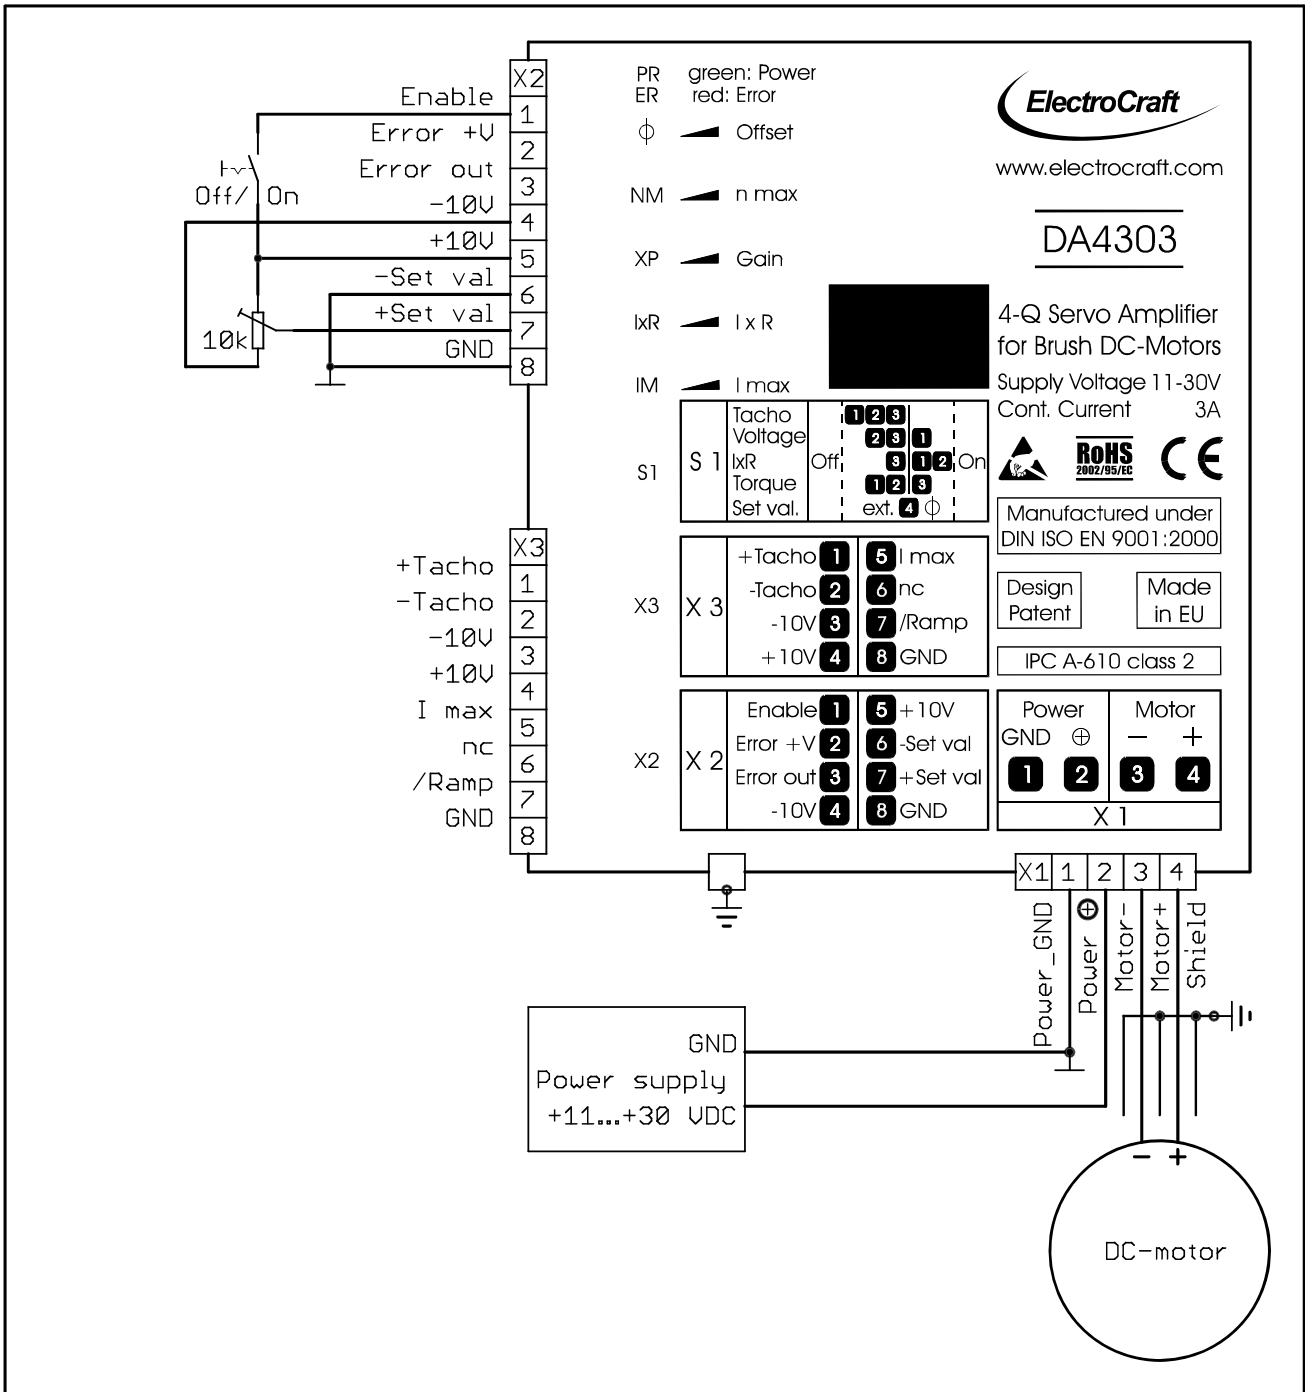 X2
Enable
1
Error +V
2
Error out
3
Off/ On
-10V
4
+10V
5
-Set val
6
+Set val
7
10k
GND
8
X3
+Tacho
1
-Tacho
2
-10V
3
+10V
4
I max
5
nc
6
/Ramp
7
GND
8
PR green: Power
ER red: Error
ϕ Offset
NM n max
XP Gain
IxR I x R
IM I max
ElectroCraft
www.electrocraft.com
DA4303
4-Q Servo Amplifier
for Brush DC-Motors
Supply Voltage 11-30V
Cont. Current 3A
RoHS
2002/95/EC
CE
S1
S 1
Tacho 1 2 3
Voltage 2 3 1
IxR Off 3 1 2 On
Torque 1 2 3
Set val. ext. 4 ϕ
Manufactured under
DIN ISO EN 9001:2000
Design
Patent
Made
in EU
IPC A-610 class 2
X3
X 3
+Tacho 1 5 I max
-Tacho 2 6 nc
-10V 3 7 /Ramp
+10V 4 8 GND
X2
X 2
Enable 1 5 +10V
Error +V 2 6 -Set val
Error out 3 7 +Set val
-10V 4 8 GND
Power Motor
GND ⊕ — +
1 2 3 4
X 1
X1 1 2 3 4
Power_GND
Power ⊕
Motor-
Motor+
Shield
GND
Power supply
+11...+30 VDC
- +
DC-motor